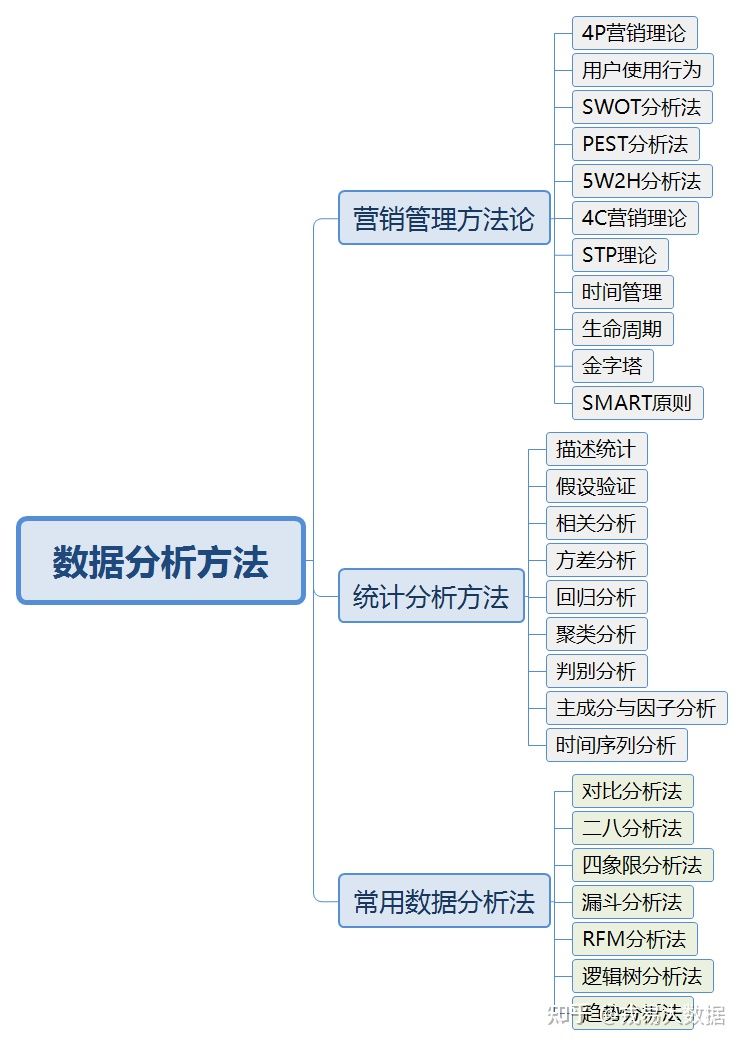 4P营销理论
用户使用行为
SWOT分析法
PEST分析法
5W2H分析法
营销管理方法论
4C营销理论
STP理论
时间管理
生命周期
金字塔
SMART原则
描述统计
假设验证
相关分析
方差分析
数据分析方法
统计分析方法
回归分析
聚类分析
判别分析
主成分与因子分析
时间序列分析
对比分析法
二八分析法
四象限分析法
常用数据分析法
漏斗分析法
RFM分析法
逻辑树分析法
趋势分析法
知乎
大数据